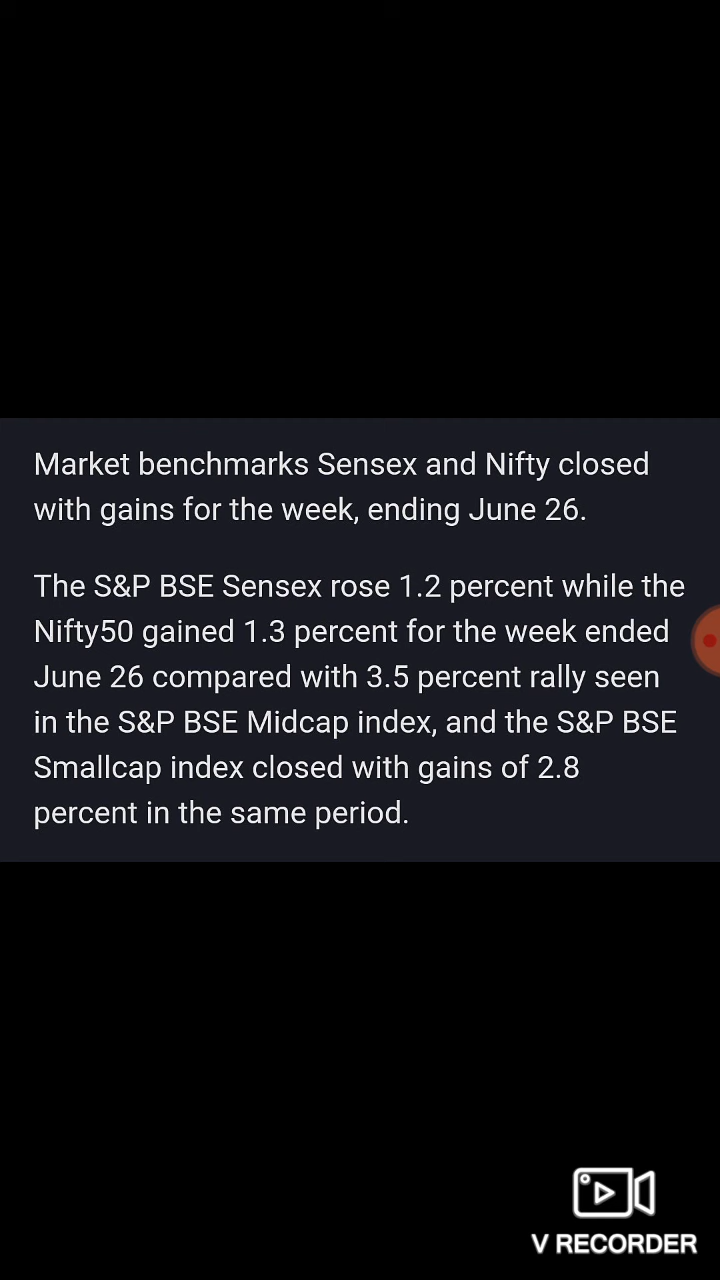 Market benchmarks Sensex and Nifty closed
with gains for the week, ending June 26.
The S&P BSE Sensex rose 1.2 percent while the
Nifty50 gained 1.3 percent for the week ended
June 26 compared with 3.5 percent rally seen
in the S&P BSE Midcap index, and the S&P BSE
Smallcap index closed with gains of 2.8
percent in the same period.
V RECORDER